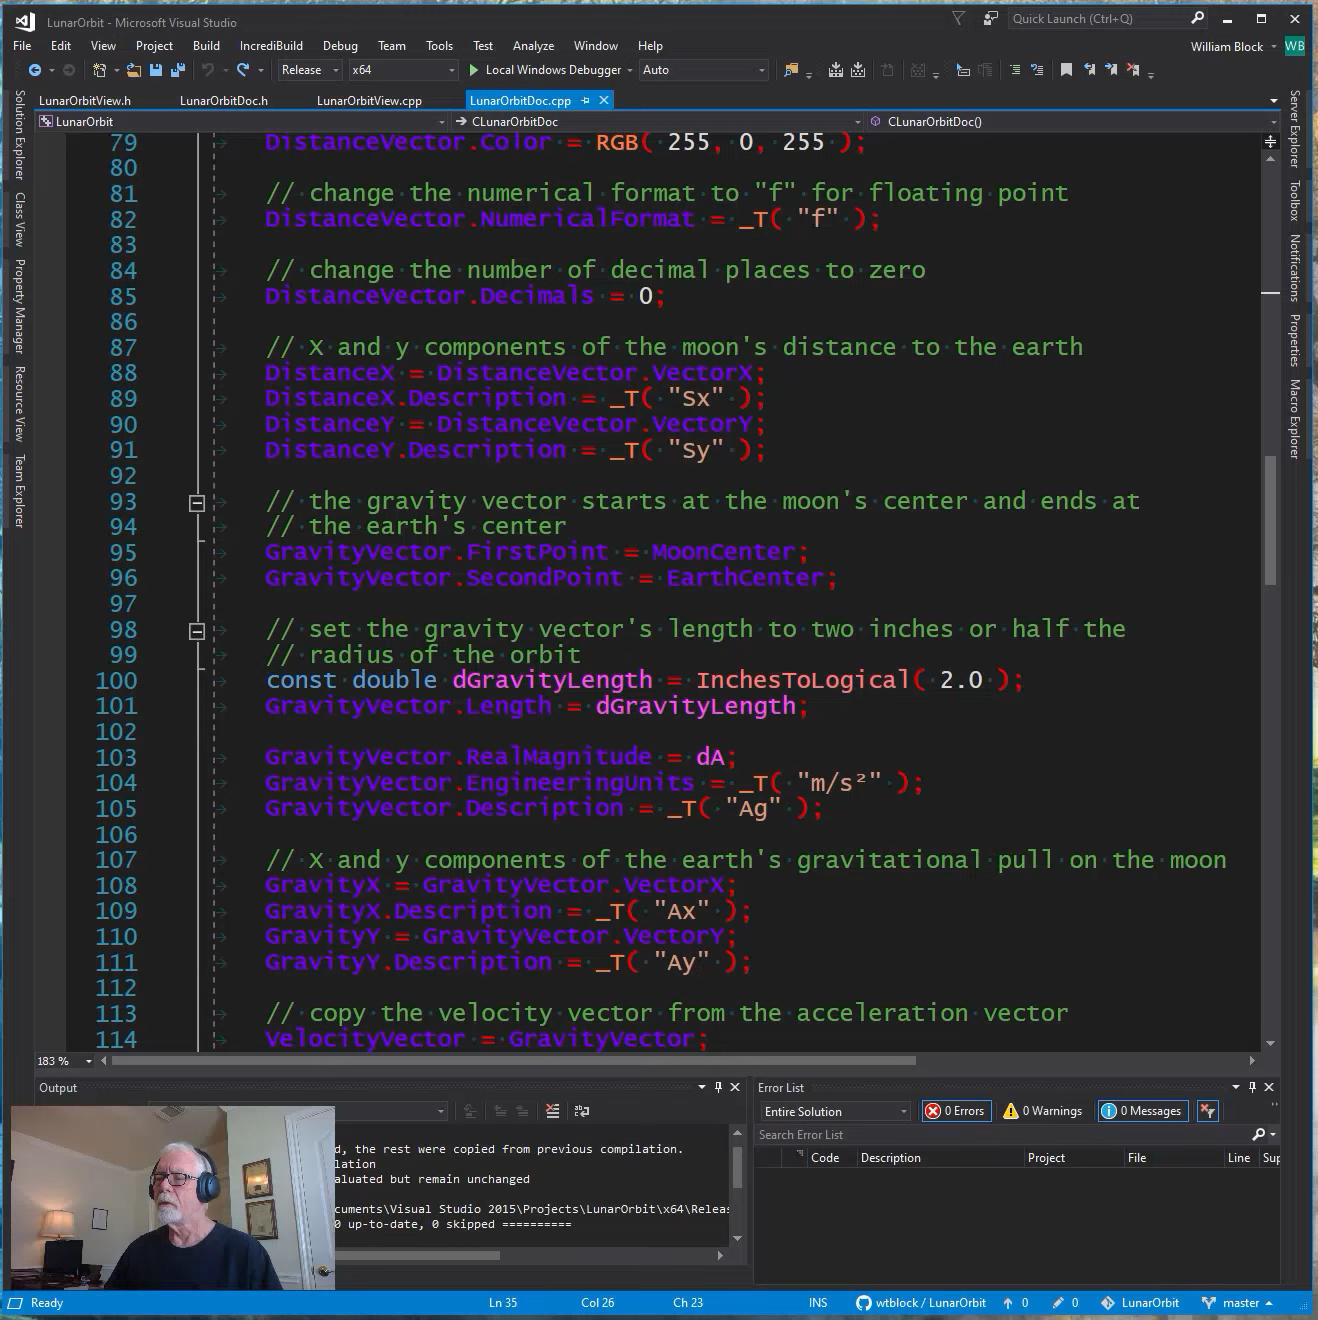 LunarOrbit - Microsoft Visual Studio
Quick Launch (Ctrl+Q)
File Edit View Project Build IncrediBuild Debug Team Tools Test Analyze Window Help
William Block WB
Release x64 Local Windows Debugger Auto
LunarOrbitView.h LunarOrbitDoc.h LunarOrbitView.cpp LunarOrbitDoc.cpp
LunarOrbit CLunarOrbitDoc CLunarOrbitDoc()
Solution Explorer
Class View
Property Manager
Resource View
Team Explorer
79 DistanceVector.Color = RGB( 255, 0, 255 );
80
81 // change the numerical format to "f" for floating point
82 DistanceVector.NumericalFormat = _T( "f" );
83
84 // change the number of decimal places to zero
85 DistanceVector.Decimals = 0;
86
87 // X and y components of the moon's distance to the earth
88 DistanceX = DistanceVector.VectorX;
89 DistanceX.Description = _T( "Sx" );
90 DistanceY = DistanceVector.VectorY;
91 DistanceY.Description = _T( "Sy" );
92
93 // the gravity vector starts at the moon's center and ends at
94 // the earth's center
95 GravityVector.FirstPoint = MoonCenter;
96 GravityVector.SecondPoint = EarthCenter;
97
98 // set the gravity vector's length to two inches or half the
99 // radius of the orbit
100 const double dGravityLength = InchesToLogical( 2.0 );
101 GravityVector.Length = dGravityLength;
102
103 GravityVector.RealMagnitude = dA;
104 GravityVector.EngineeringUnits = _T( "m/s²" );
105 GravityVector.Description = _T( "Ag" );
106
107 // X and y components of the earth's gravitational pull on the moon
108 GravityX = GravityVector.VectorX;
109 GravityX.Description = _T( "Ax" );
110 GravityY = GravityVector.VectorY;
111 GravityY.Description = _T( "Ay" );
112
113 // copy the velocity vector from the acceleration vector
114 VelocityVector = GravityVector;
Server Explorer
Toolbox
Notifications
Properties
Macro Explorer
183 %
Output
d, the rest were copied from previous compilation.
lation
aluated but remain unchanged
cuments\Visual Studio 2015\Projects\LunarOrbit\x64\Releas
0 up-to-date, 0 skipped ==========
Error List
Entire Solution 0 Errors 0 Warnings 0 Messages
Search Error List
Code Description Project File Line Sup
Ready Ln 35 Col 26 Ch 23 INS wtblock / LunarOrbit 0 0 LunarOrbit master